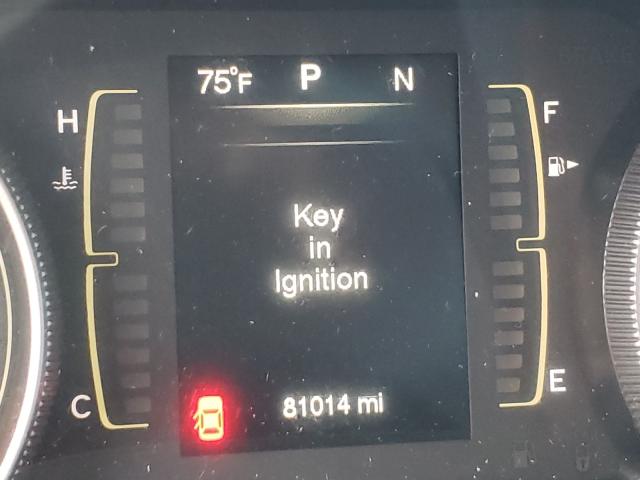 75°F P N
H
F
Key
in
Ignition
C
E
81014 mi